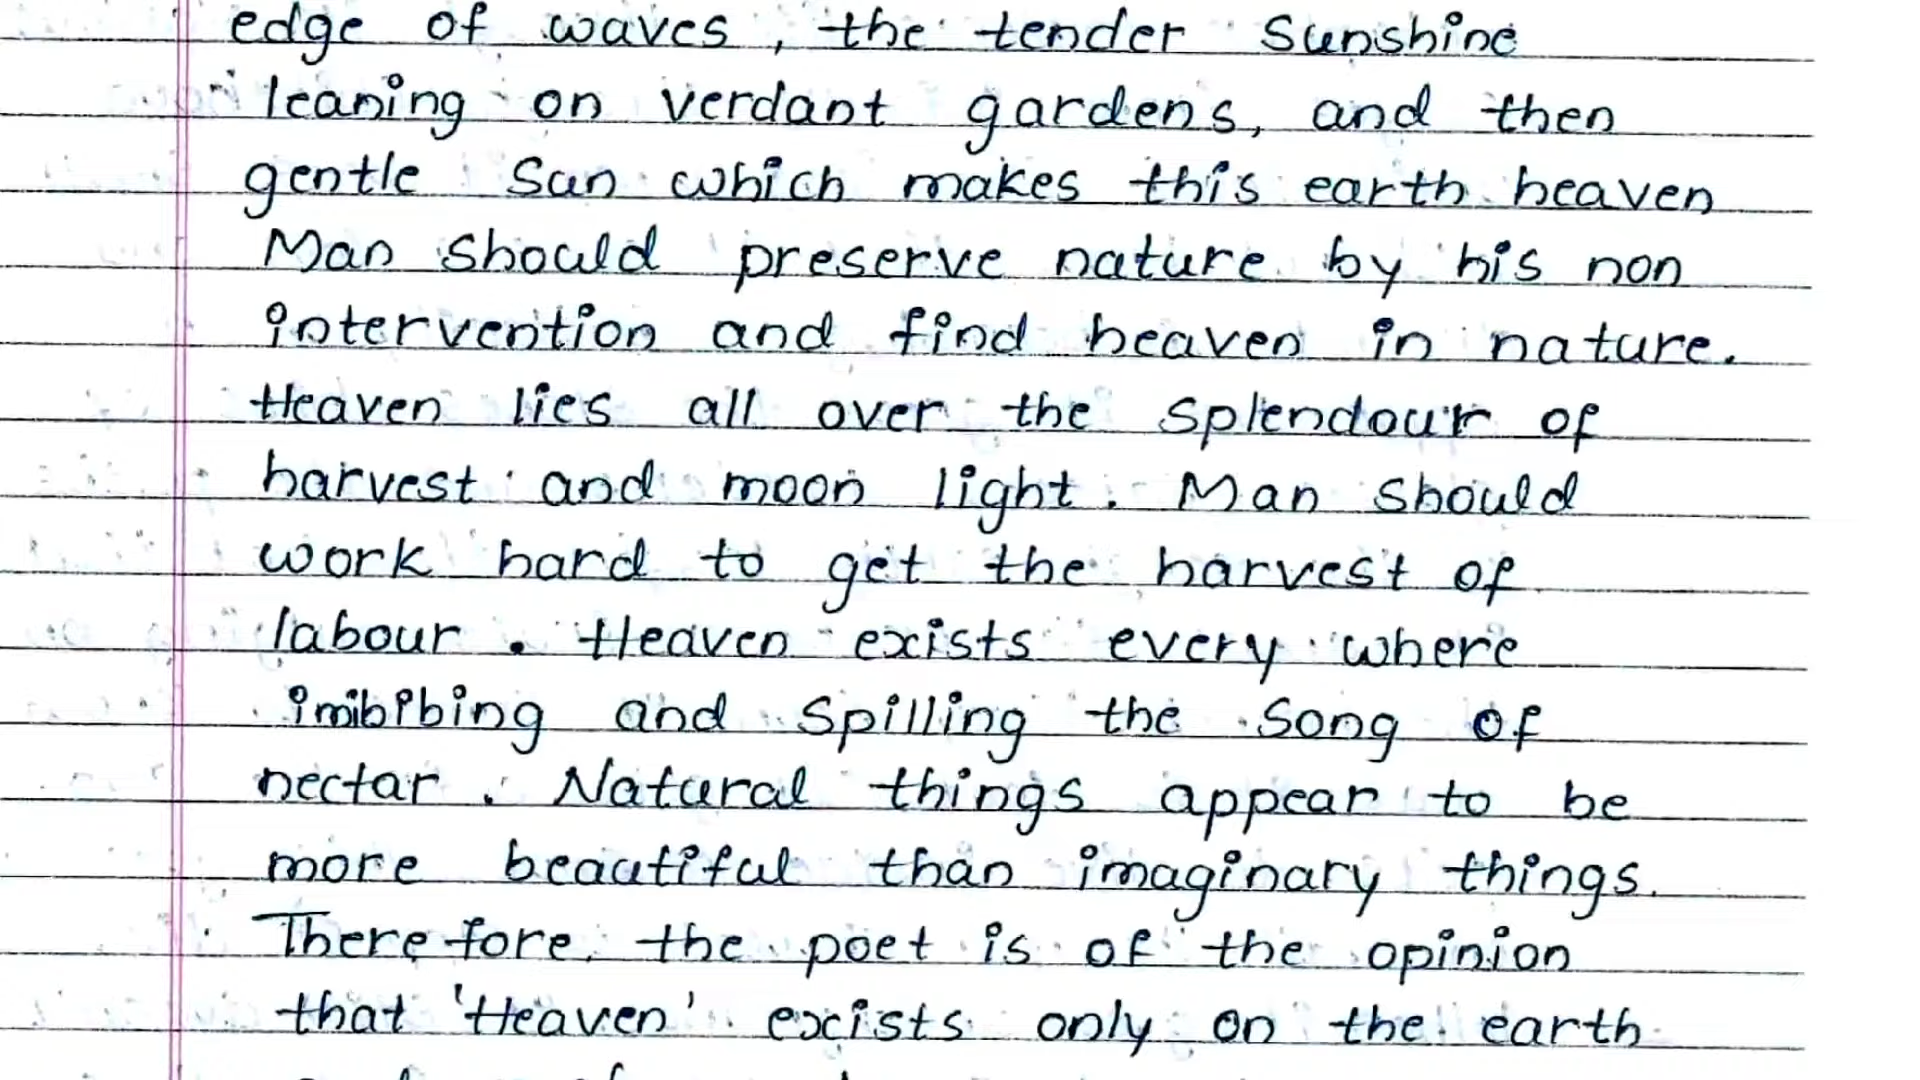 edge of waves, the tender Sunshine
leaning on verdant gardens, and then
gentle Sun which makes this earth heaven
Man should preserve nature by his non
intervention and find heaven in nature.
Heaven lies all over the splendour of
harvest and moon light. Man should
work hard to get the harvest of
labour. Heaven exists every where
imibibing and spilling the song of
nectar. Natural things appear to be
more beautiful than imaginary things.
Therefore, the poet is of the opinion
that 'Heaven' exists only on the earth